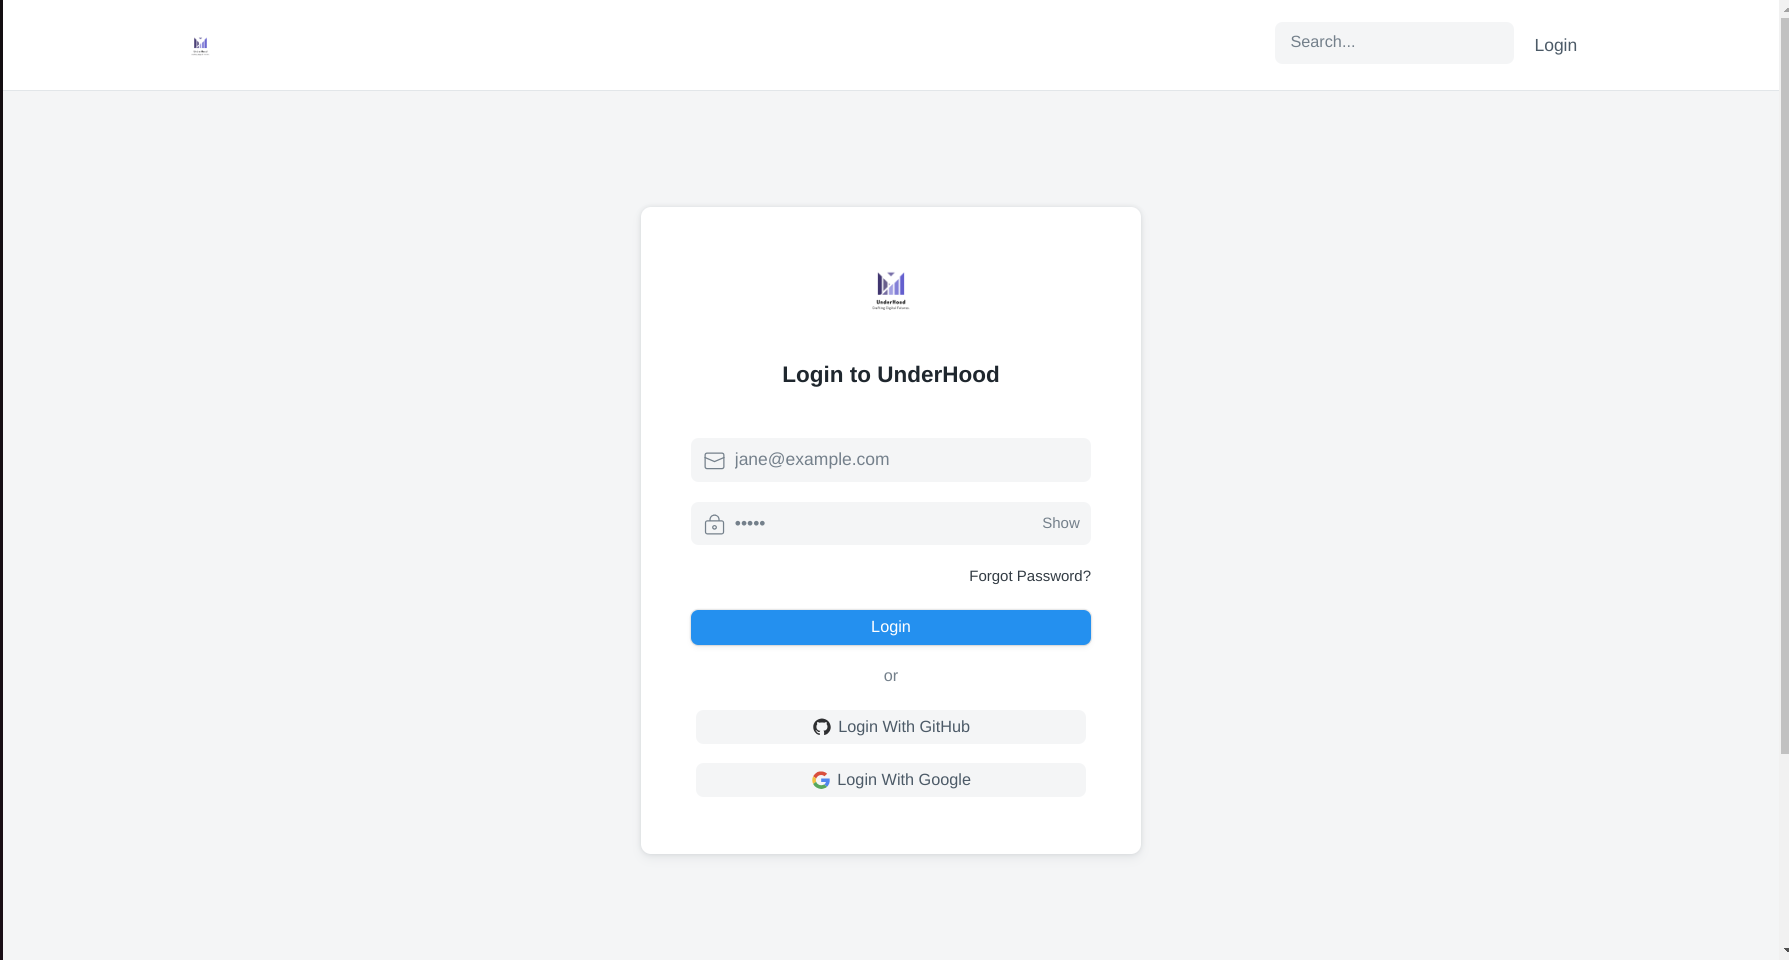 Search...
Login
UnderHood
Login to UnderHood
jane@example.com
••••• Show
Forgot Password?
Login
or
Login With GitHub
Login With Google